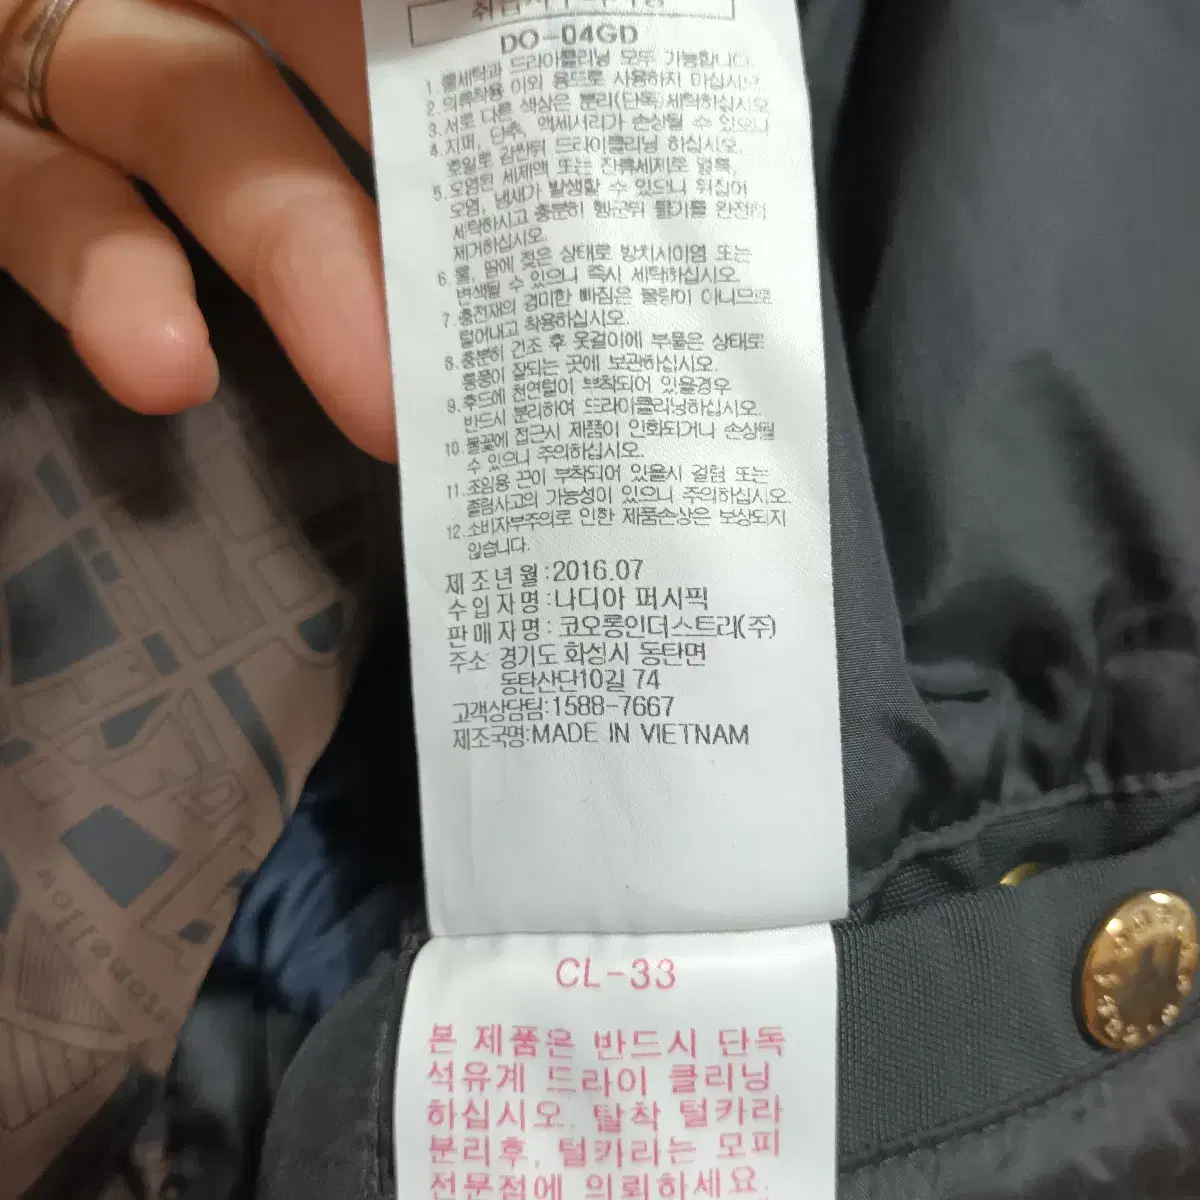 취급시 주의사항
DO-04GD
1. 물세탁과 드라이클리닝 모두 가능합니다.
2. 의류착용 이외 용도로 사용하지 마십시오.
3. 서로 다른 색상은 분리(단독)세탁하십시오
4. 지퍼, 단추, 액세서리가 손상될 수 있으니
호일로 감싼뒤 드라이클리닝 하십시오.
5. 오염된 세제액 또는 잔류세제로 얼룩,
오염, 냄새가 발생할 수 있으니 뒤집어
세탁하시고 충분히 헹군뒤 물기를 완전히
제거하십시오.
6. 물, 땀에 젖은 상태로 방치시이염 또는
변색될 수 있으니 즉시 세탁하십시오.
7. 충전재의 경미한 빠짐은 불량이 아니므로
털어내고 착용하십시오.
8. 충분히 건조 후 옷걸이에 부물은 상태로
통풍이 잘되는 곳에 보관하십시오.
9. 후드에 천연털이 부착되어 있을경우
반드시 분리하여 드라이클리닝하십시오.
10. 불꽃에 접근시 제품이 인화되거나 손상될
수 있으니 주의하십시오.
11. 조임용 끈이 부착되어 있을시 걸림 또는
졸림사고의 가능성이 있으니 주의하십시오
12. 소비자부주의로 인한 제품손상은 보상되지
않습니다.
제조년월:2016.07
수입자명:나디아 퍼시픽
판매자명:코오롱인더스트리(주)
주소 경기도 화성시 동탄면
동탄산단10길 74
고객상담팀:1588-7667
제조국명:MADE IN VIETNAM
CL-33
본 제품은 반드시 단독
석유계 드라이 클리닝
하십시오. 탈착 털카라
분리후, 털카라는 모피
전문점에 의뢰하세요.